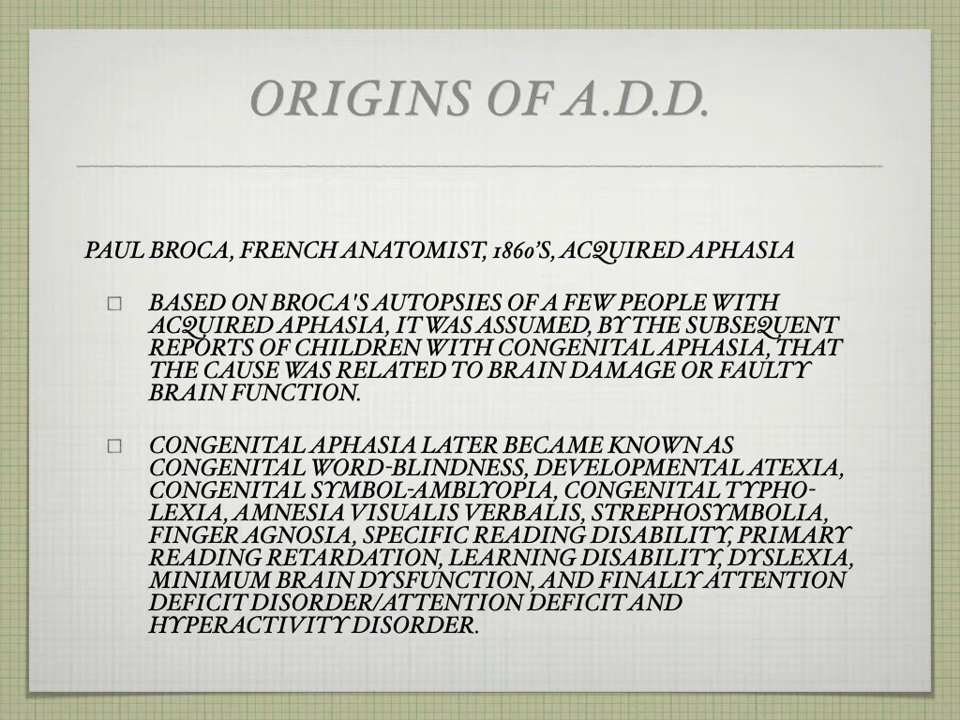 ORIGINS OF A.D.D.
PAUL BROCA, FRENCH ANATOMIST, 1860'S, ACQUIRED APHASIA
BASED ON BROCA'S AUTOPSIES OF A FEW PEOPLE WITH
ACQUIRED APHASIA, IT WAS ASSUMED, BY THE SUBSEQUENT
REPORTS OF CHILDREN WITH CONGENITAL APHASIA, THAT
THE CAUSE WAS RELATED TO BRAIN DAMAGE OR FAULTY
BRAIN FUNCTION.
CONGENITAL APHASIA LATER BECAME KNOWN AS
CONGENITAL WORD-BLINDNESS, DEVELOPMENTAL ATEXIA,
CONGENITAL SYMBOL-AMBLYOPIA, CONGENITAL TYPHO-
LEXIA, AMNESIA VISUALIS VERBALIS, STREPHOSYMBOLIA,
FINGER AGNOSIA, SPECIFIC READING DISABILITY, PRIMARY
READING RETARDATION, LEARNING DISABILITY, DYSLEXIA,
MINIMUM BRAIN DYSFUNCTION, AND FINALLY ATTENTION
DEFICIT DISORDER/ATTENTION DEFICIT AND
HYPERACTIVITY DISORDER.